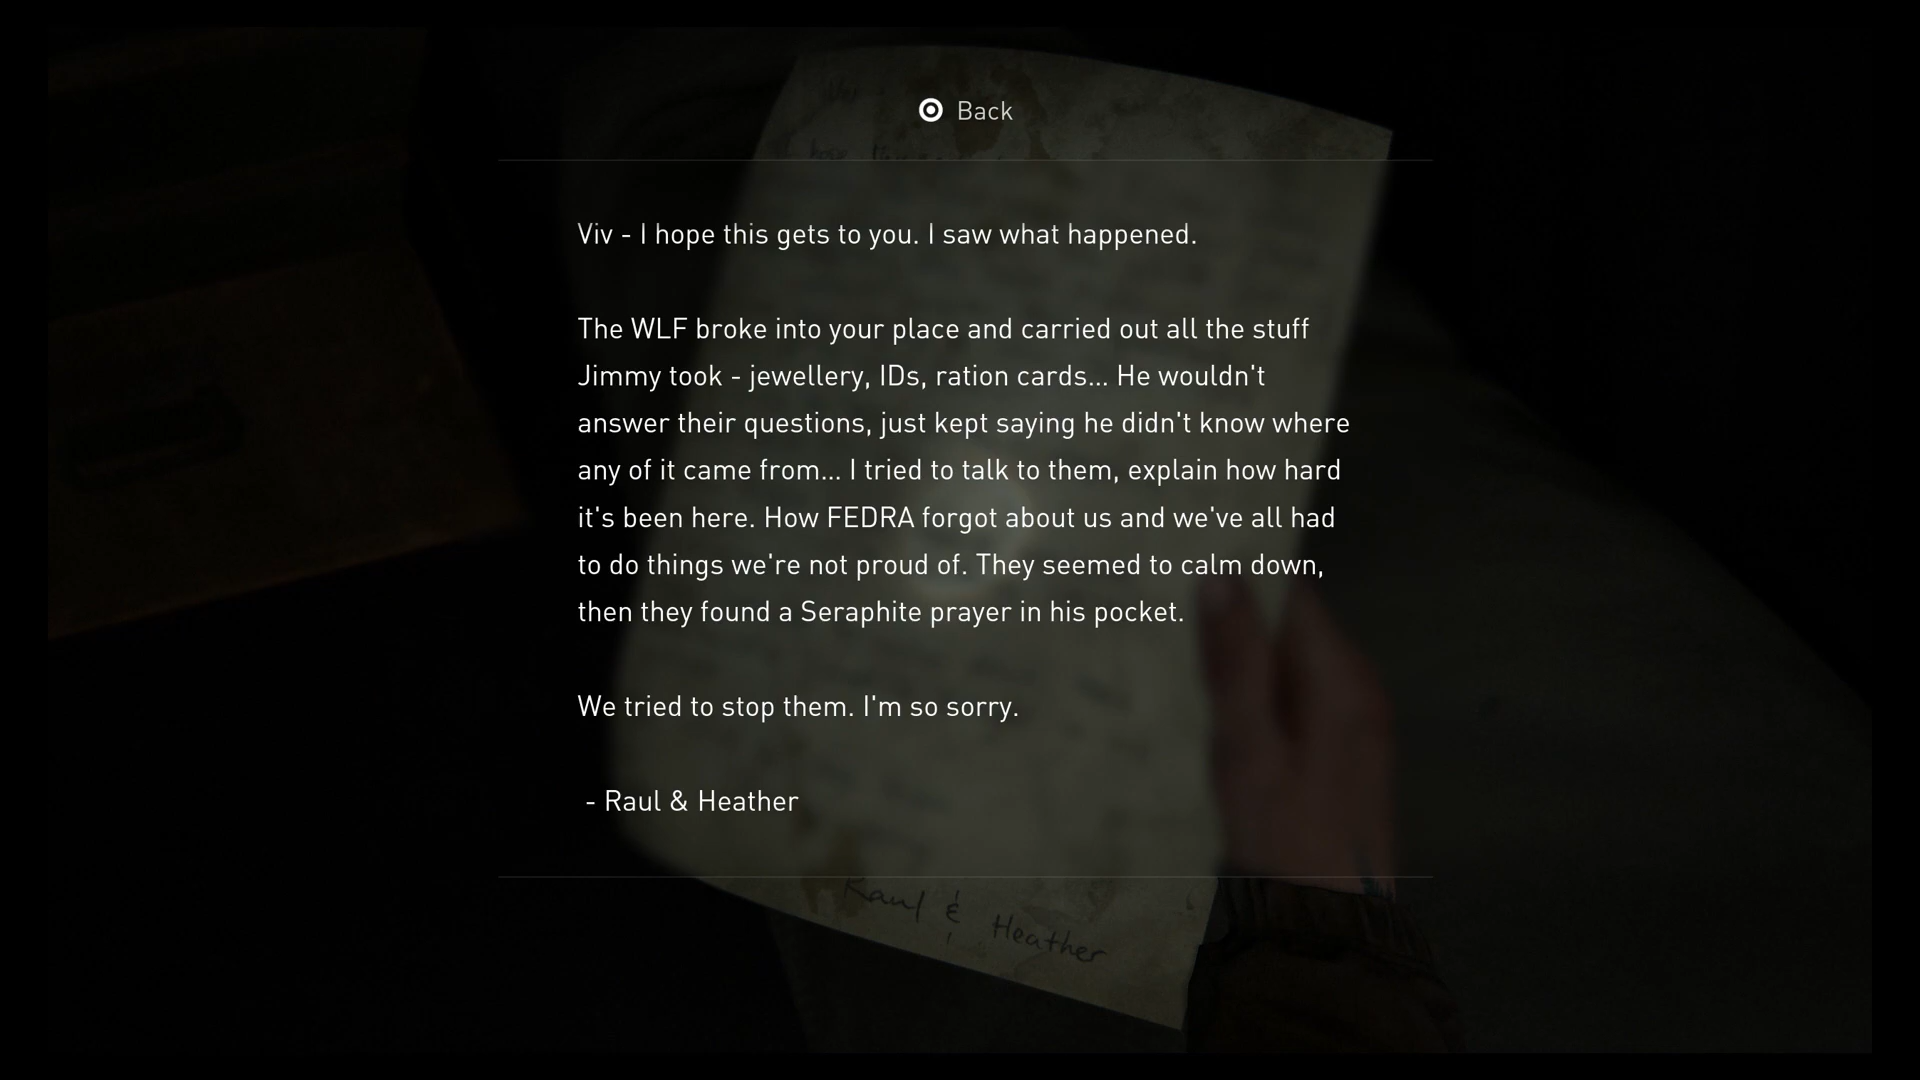 Back
Viv - I hope this gets to you. I saw what happened.
The WLF broke into your place and carried out all the stuff
Jimmy took - jewellery, IDs, ration cards... He wouldn't
answer their questions, just kept saying he didn't know where
any of it came from... I tried to talk to them, explain how hard
it's been here. How FEDRA forgot about us and we've all had
to do things we're not proud of. They seemed to calm down,
then they found a Seraphite prayer in his pocket.
We tried to stop them. I'm so sorry.
- Raul & Heather
Raul & Heather